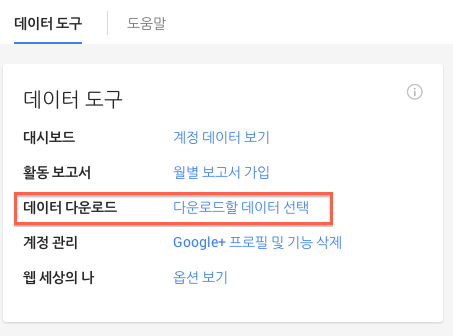 데이터 도구 도움말
데이터 도구
대시보드 계정 데이터 보기
활동 보고서 월별 보고서 가입
데이터 다운로드 다운로드할 데이터 선택
계정 관리 Google+ 프로필 및 기능 삭제
웹 세상의 나 옵션 보기